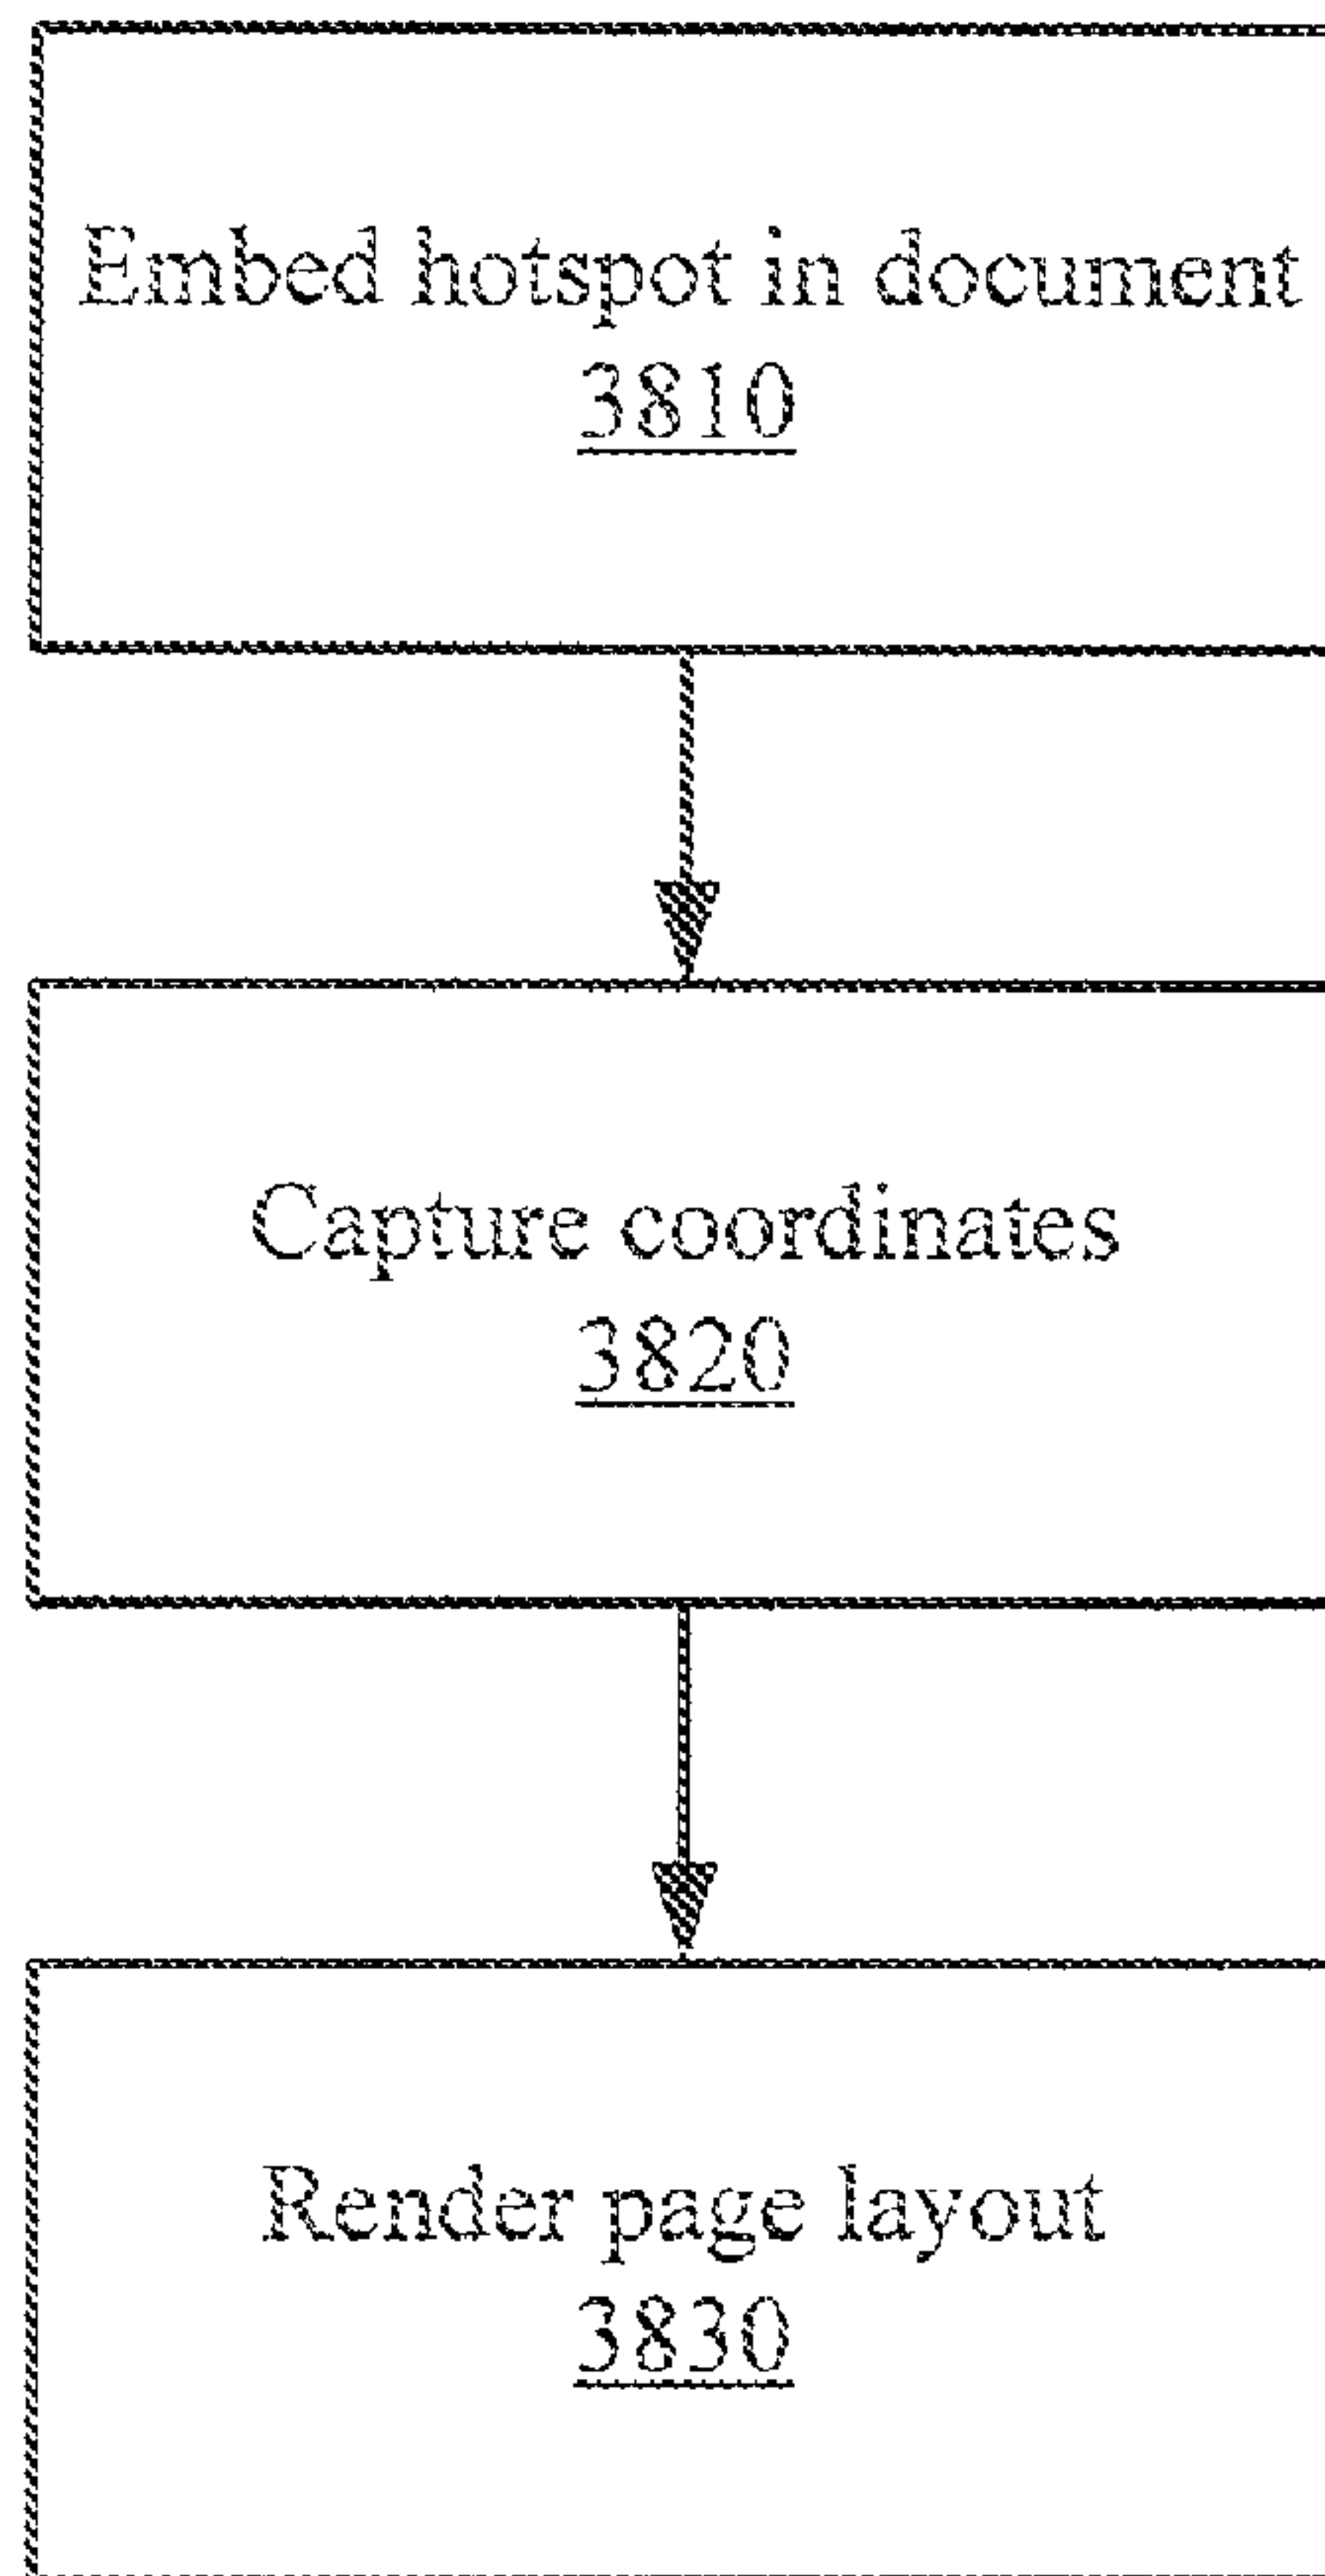 Embed hotspot in document
3810
Capture coordinates
3820
Render page layout
3830